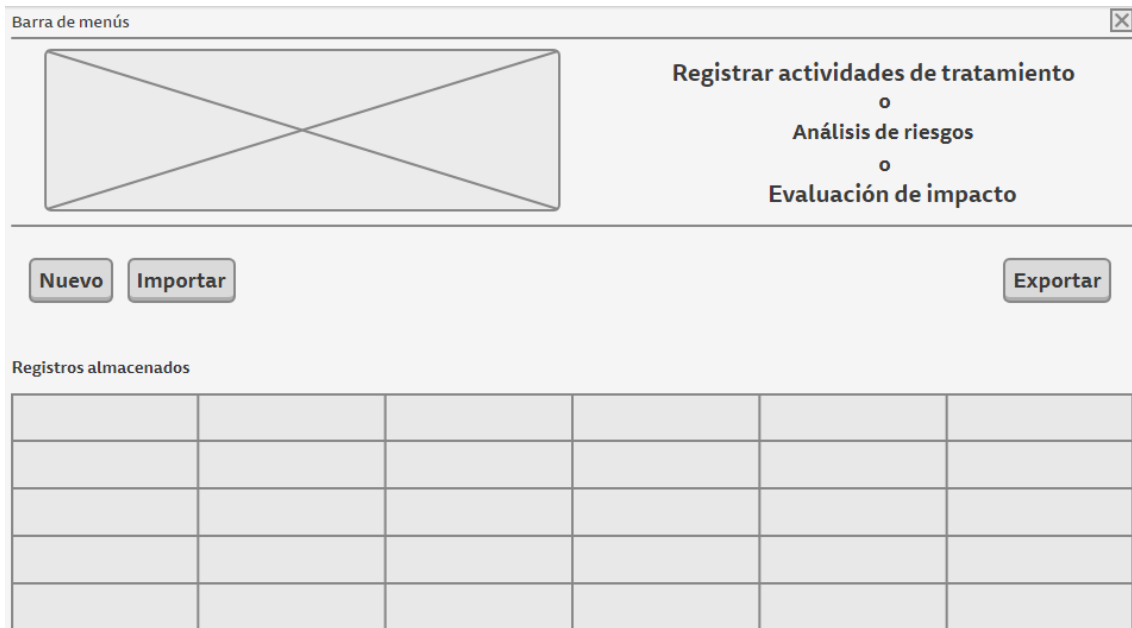 Barra de menús
Registrar actividades de tratamiento
o
Análisis de riesgos
o
Evaluación de impacto
Nuevo
Importar
Exportar
Registros almacenados